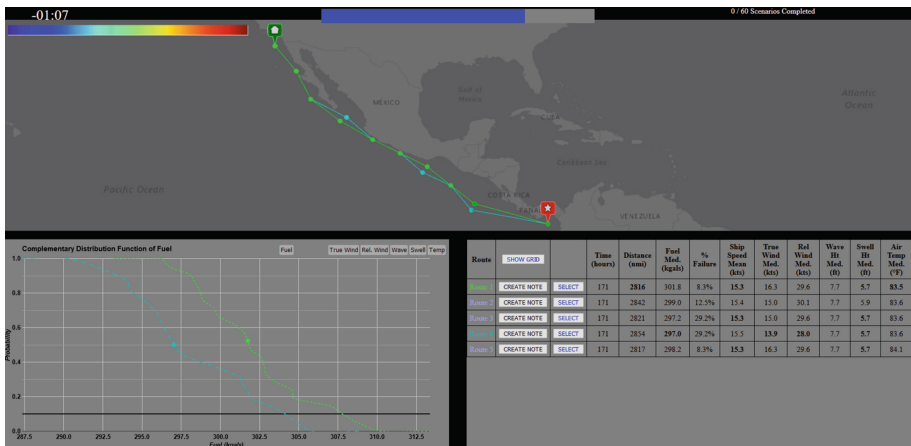 -01:07
0 / 60 Scenarios Completed
Gulf of
Mexico
Atlantic
Ocean
MEXICO
CUBA
Caribbean Sea
Pacific Ocean
COSTA RICA
PANA
VENEZUELA
Complementary Distribution Function of Fuel
Fuel
True Wind
Rel. Wind
Wave
Swell
Temp
1.0
0.8
0.6
0.4
0.2
0.0
Probability
287.5 290.0 292.5 295.0 297.5 300.0 302.5 305.0 307.5 310.0 312.5
Fuel (kgals)
Route SHOW GRID Time (hours) Distance (nmi) Fuel Med. (kgals) % Failure Ship Speed Mean (kts) True Wind Med. (kts) Rel Wind Med. (kts) Wave Ht Med. (ft) Swell Ht Med. (ft) Air Temp Med. (°F)
Route CREATE NOTE SELECT 171 2816 301.8 8.3% 15.3 16.3 29.6 7.7 5.7 83.5
Route 2 CREATE NOTE SELECT 171 2842 299.0 12.5% 15.4 15.0 30.1 7.7 5.9 83.6
Route 3 CREATE NOTE SELECT 171 2821 297.2 29.2% 15.3 15.0 29.6 7.7 5.7 83.6
Route CREATE NOTE SELECT 171 2854 297.0 29.2% 15.5 13.9 28.0 7.7 5.7 83.6
Route CREATE NOTE SELECT 171 2817 298.2 8.3% 15.3 16.3 29.6 7.7 5.7 84.1